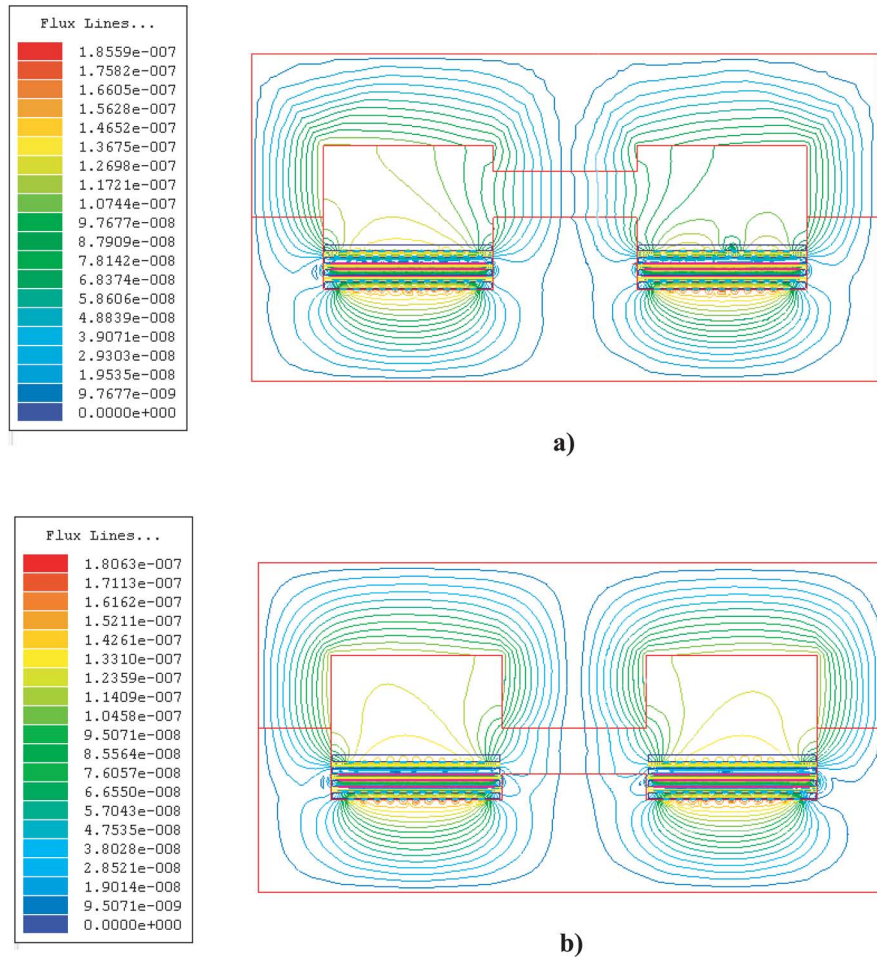 Flux Lines...
1.8559e-007
1.7582e-007
1.6605e-007
1.5628e-007
1.4652e-007
1.3675e-007
1.2698e-007
1.1721e-007
1.0744e-007
9.7677e-008
8.7909e-008
7.8142e-008
6.8374e-008
5.8606e-008
4.8839e-008
3.9071e-008
2.9303e-008
1.9535e-008
9.7677e-009
0.0000e+000
a)
Flux Lines...
1.8063e-007
1.7113e-007
1.6162e-007
1.5211e-007
1.4261e-007
1.3310e-007
1.2359e-007
1.1409e-007
1.0458e-007
9.5071e-008
8.5564e-008
7.6057e-008
6.6550e-008
5.7043e-008
4.7535e-008
3.8028e-008
2.8521e-008
1.9014e-008
9.5071e-009
0.0000e+000
b)